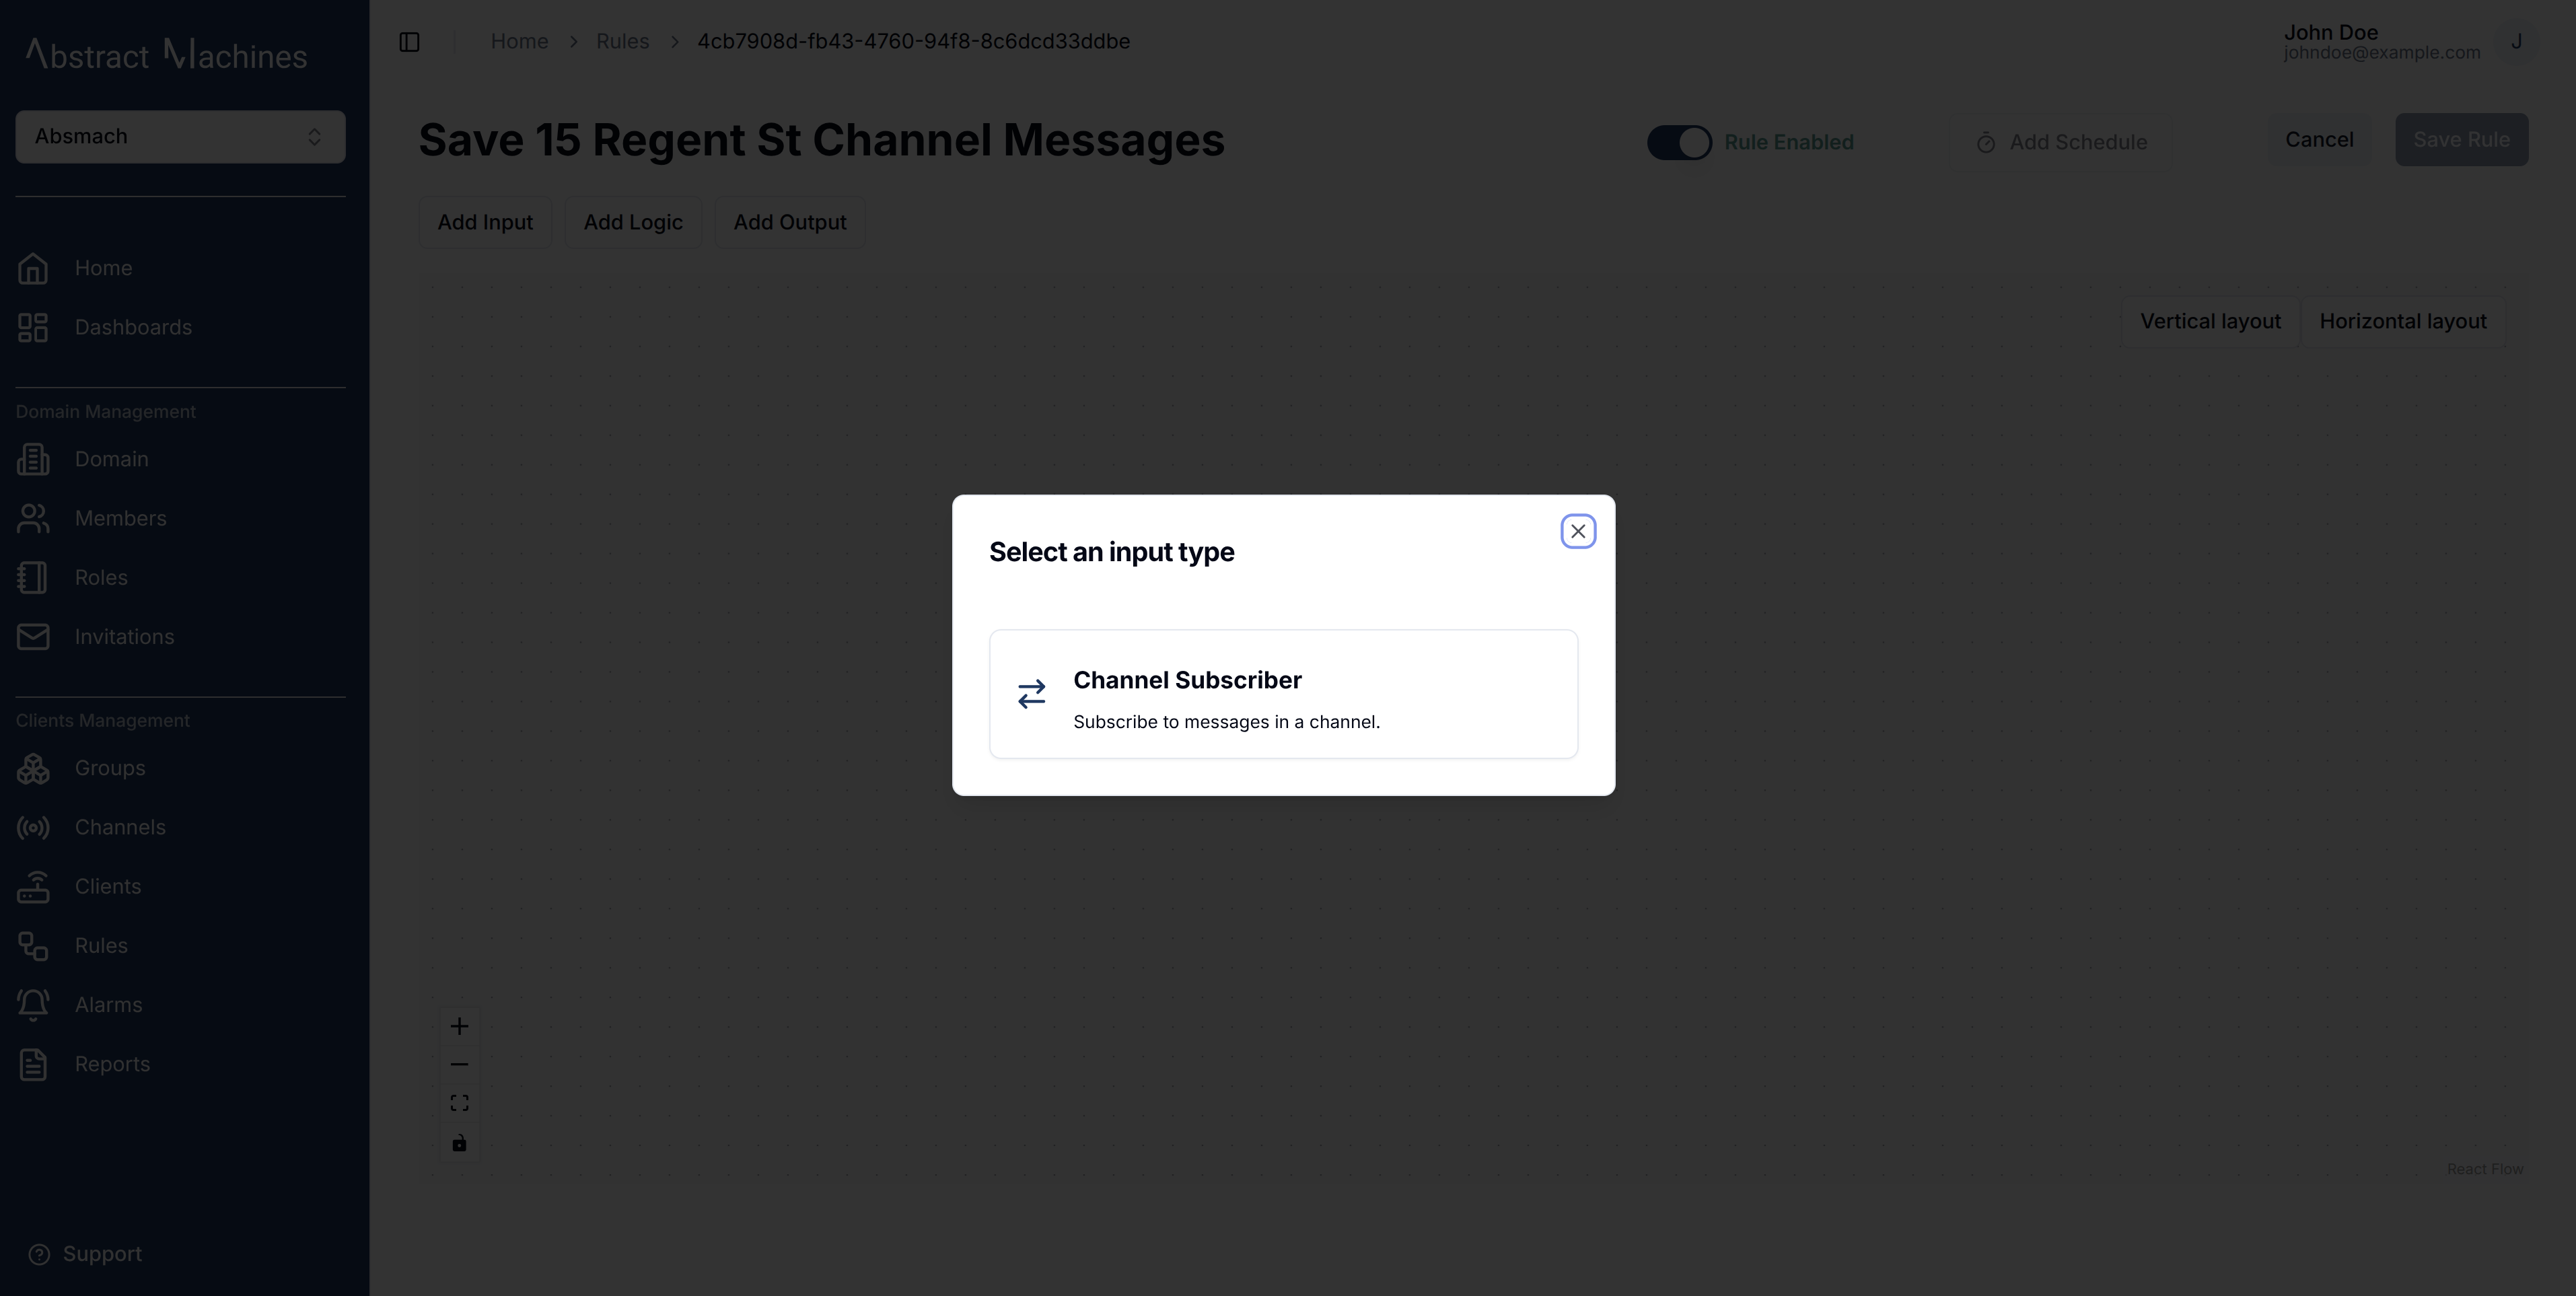 Abstract Machines
Absmach
Home
Dashboards
Domain Management
Domain
Members
Roles
Invitations
Clients Management
Groups
Channels
Clients
Rules
Alarms
Reports
Support
Home > Rules > 4cb7908d-fb43-4760-94f8-8c6dcd33ddbe
John Doe
johndoe@example.com
J
Save 15 Regent St Channel Messages
Rule Enabled
Add Schedule
Cancel
Save Rule
Add Input
Add Logic
Add Output
Vertical layout
Horizontal layout
Select an input type
Channel Subscriber
Subscribe to messages in a channel.
React Flow